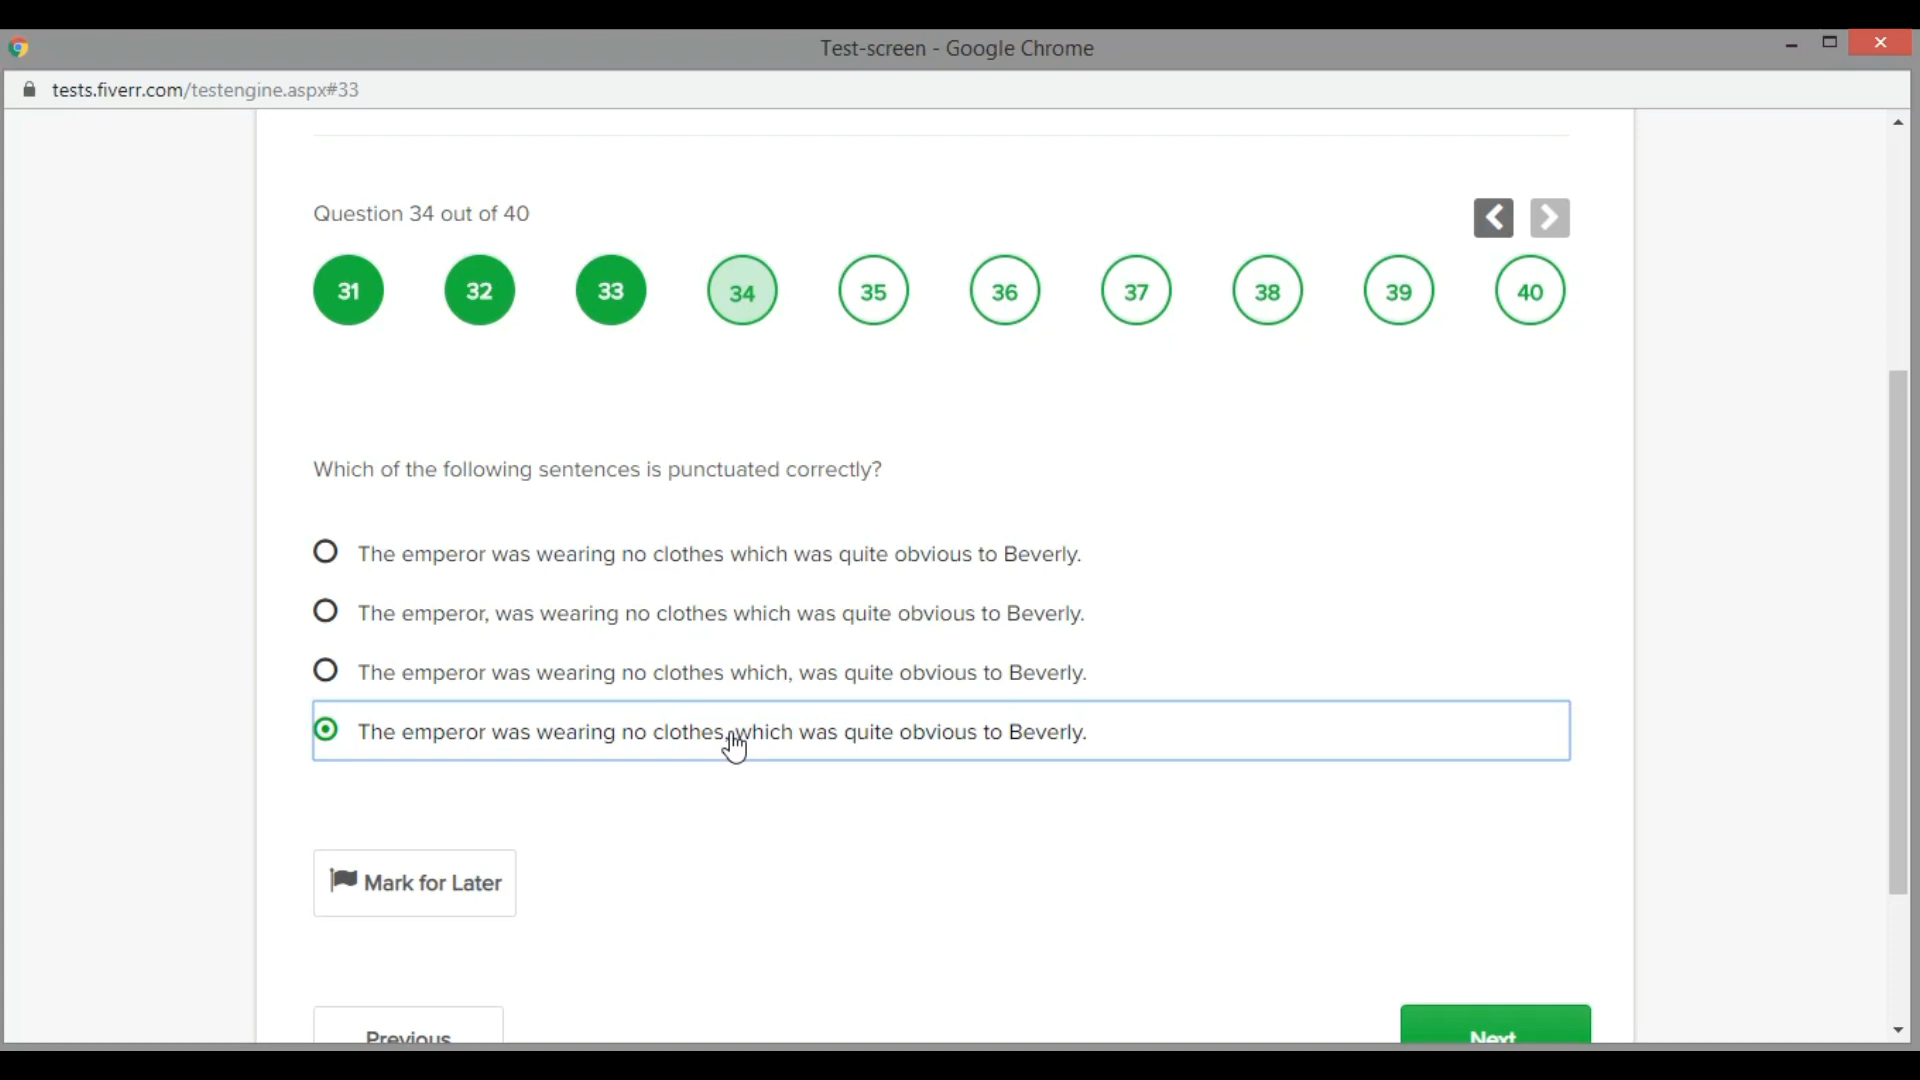 Test-screen - Google Chrome
tests.fiverr.com/testengine.aspx#33
Question 34 out of 40
31 32 33 34 35 36 37 38 39 40
Which of the following sentences is punctuated correctly?
The emperor was wearing no clothes which was quite obvious to Beverly.
The emperor, was wearing no clothes which was quite obvious to Beverly.
The emperor was wearing no clothes which, was quite obvious to Beverly.
The emperor was wearing no clothes, which was quite obvious to Beverly.
Mark for Later
Previous Next